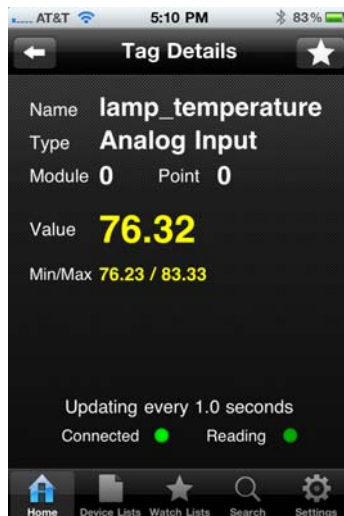 AT&T 5:10 PM 83%
Tag Details
Name lamp_temperature
Type Analog Input
Module 0 Point 0
Value 76.32
Min/Max 76.23 / 83.33
Updating every 1.0 seconds
Connected Reading
Home Device Lists Watch Lists Search Settings